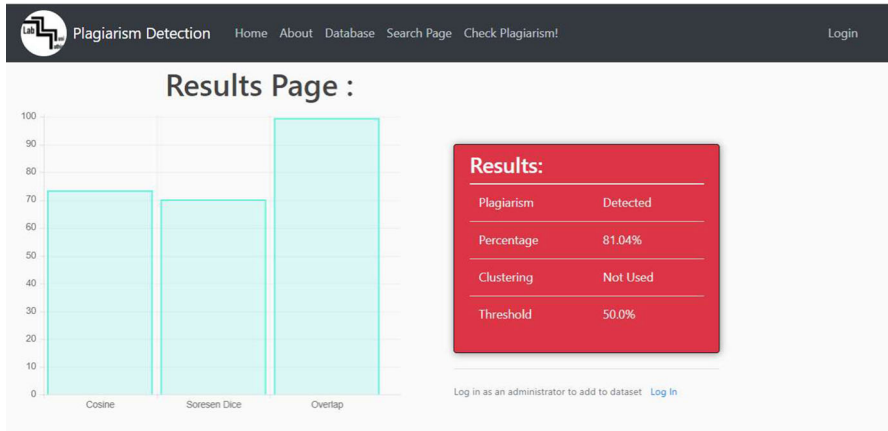 Lab
Plagiarism Detection Home About Database Search Page Check Plagiarism! Login
Results Page :
100
90
80
70
60
50
40
30
20
10
0
Cosine Soresen Dice Overlap
Results:
Plagiarism Detected
Percentage 81.04%
Clustering Not Used
Threshold 50.0%
Log in as an administrator to add to dataset Log In